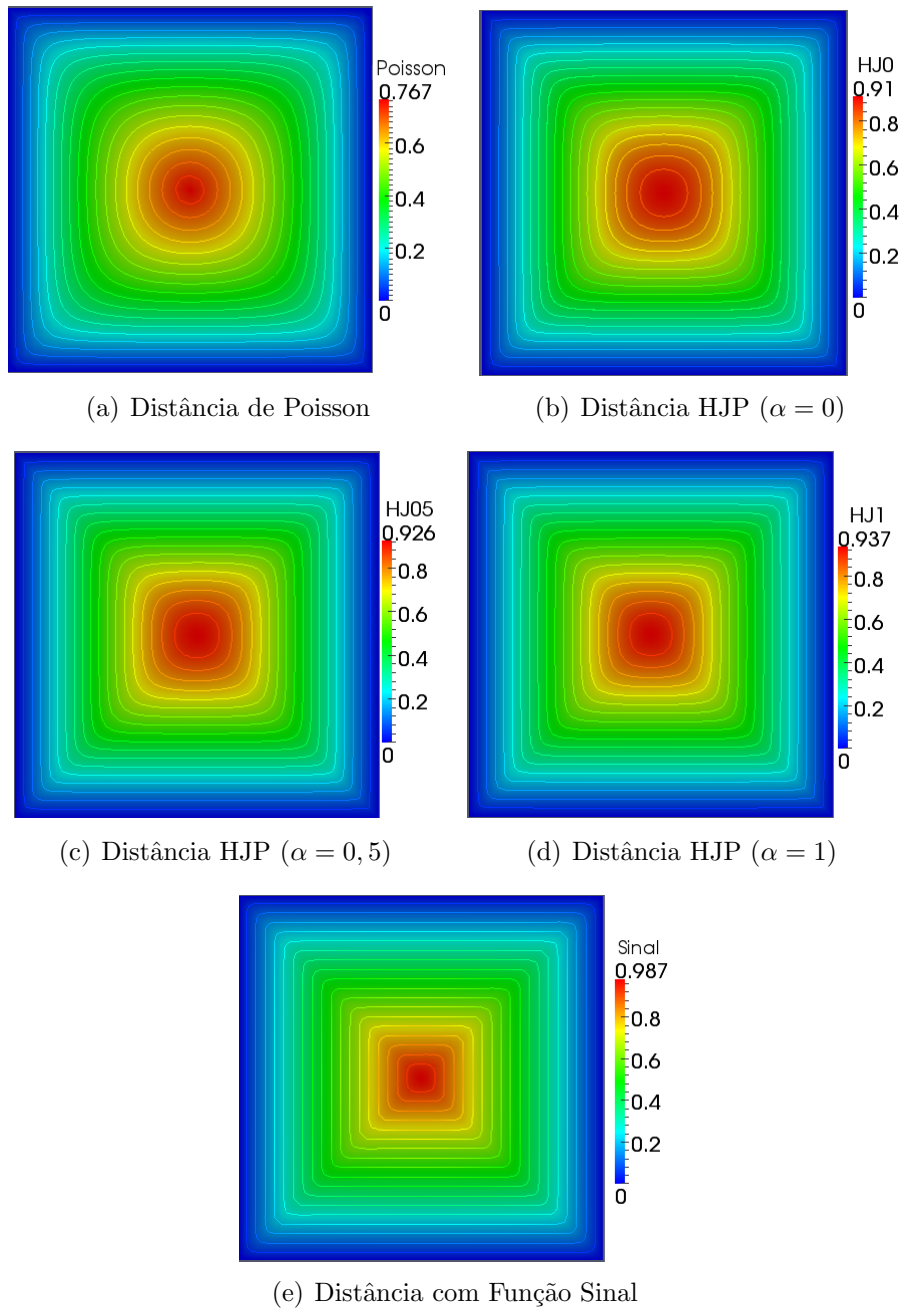 Poisson
0.767
0.4
0.2
0
HJ0
0.91
0.8
0.6
0.4
0.2
0
(a) Distância de Poisson
(b) Distância HJP (α = 0)
HJ05
0.926
0.8
0.6
0.4
0.2
0
HJ1
0.937
0.8
0.6
0.4
0.2
0
(c) Distância HJP (α = 0, 5)
(d) Distância HJP (α = 1)
Sinal
0.987
0.8
0.6
0.4
0.2
0
(e) Distância com Função Sinal